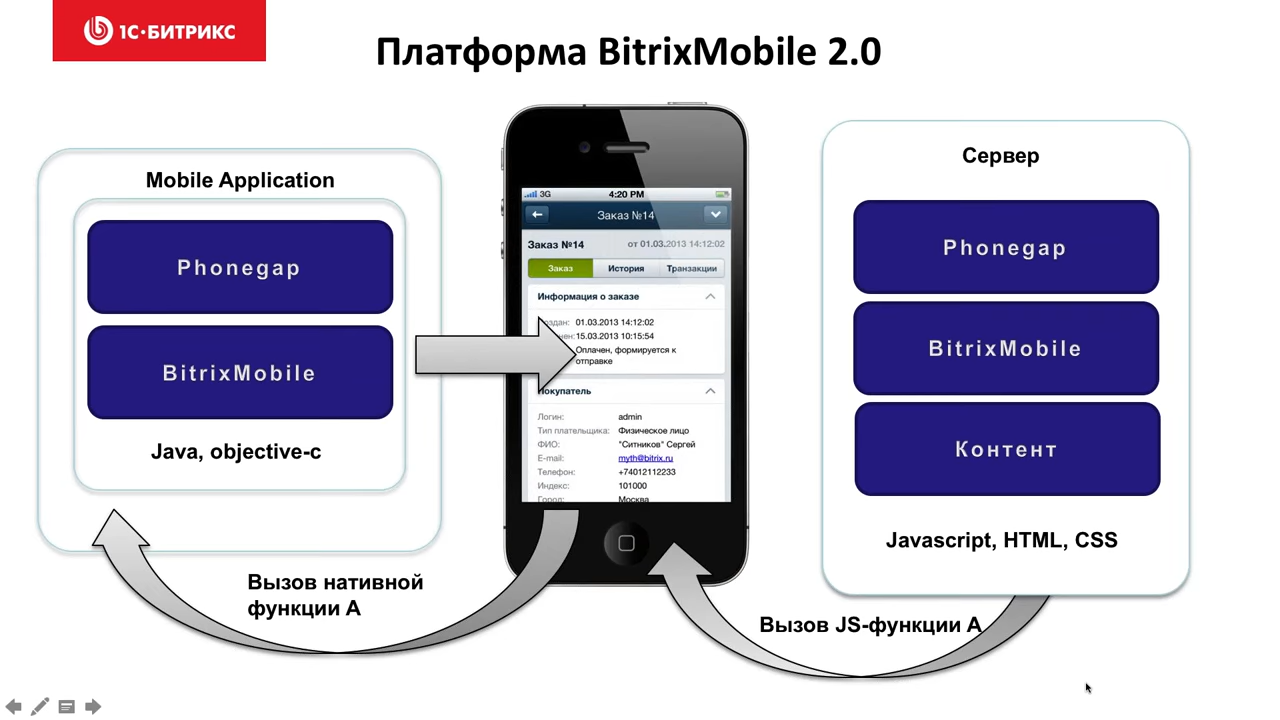 1С·БИТРИКС
Платформа BitrixMobile 2.0
Mobile Application
Phonegap
BitrixMobile
Java, objective-c
3G 4:20 PM
Заказ №14
Заказ №14 от 01.03.2013 14:12:02
Заказ История Транзакции
Информация о заказе
01.03.2013 14:12:02
15.03.2013 10:15:54
Оплачен, формируется к
отправке
Покупатель
Логин: admin
Тип плательщика: Физическое лицо
ФИО: "Ситников" Сергей
E-mail: myth@bitrix.ru
Телефон: +74012112233
Индекс: 101000
Город: Москва
Сервер
Phonegap
BitrixMobile
Контент
Javascript, HTML, CSS
Вызов нативной
функции А
Вызов JS-функции А